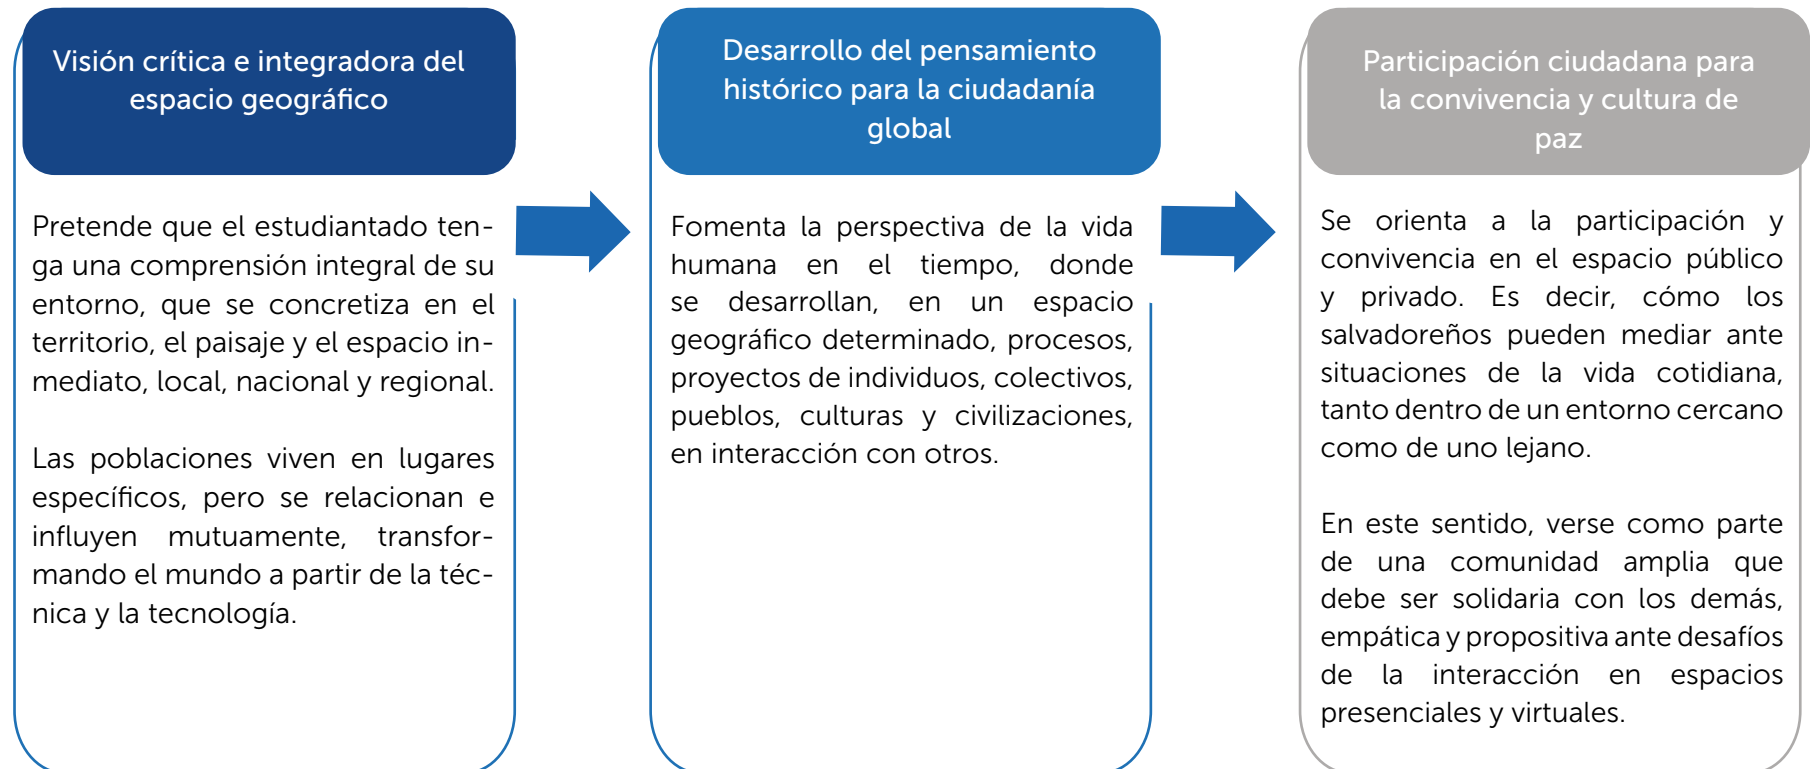 Visión crítica e integradora del
espacio geográfico
Pretende que el estudiantado ten-
ga una comprensión integral de su
entorno, que se concretiza en el
territorio, el paisaje y el espacio in-
mediato, local, nacional y regional.
Las poblaciones viven en lugares
específicos, pero se relacionan e
influyen mutuamente, transfor-
mando el mundo a partir de la téc-
nica y la tecnología.
Desarrollo del pensamiento
histórico para la ciudadanía
global
Fomenta la perspectiva de la vida
humana en el tiempo, donde
se desarrollan, en un espacio
geográfico determinado, procesos,
proyectos de individuos, colectivos,
pueblos, culturas y civilizaciones,
en interacción con otros.
Participación ciudadana para
la convivencia y cultura de
paz
Se orienta a la participación y
convivencia en el espacio público
y privado. Es decir, cómo los
salvadoreños pueden mediar ante
situaciones de la vida cotidiana,
tanto dentro de un entorno cercano
como de uno lejano.
En este sentido, verse como parte
de una comunidad amplia que
debe ser solidaria con los demás,
empática y propositiva ante desafíos
de la interacción en espacios
presenciales y virtuales.